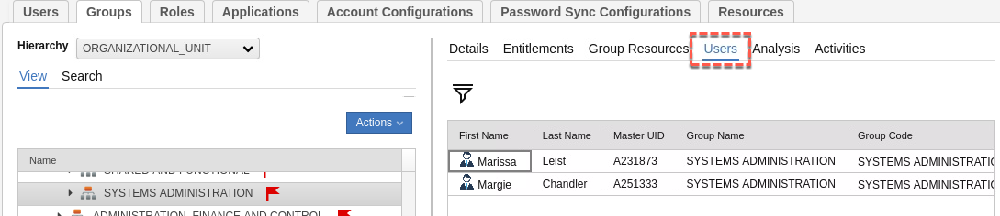 Users Groups Roles Applications Account Configurations Password Sync Configurations Resources
Hierarchy ORGANIZATIONAL_UNIT
View Search
Actions
Name
SHARED AND FUNCTIONAL
SYSTEMS ADMINISTRATION
ADMINISTRATION, FINANCE AND CONTROL
Details Entitlements Group Resources Users Analysis Activities
First Name Last Name Master UID Group Name Group Code
Marissa Leist A231873 SYSTEMS ADMINISTRATION SYSTEMS ADMINISTRATIO
Margie Chandler A251333 SYSTEMS ADMINISTRATION SYSTEMS ADMINISTRATIO